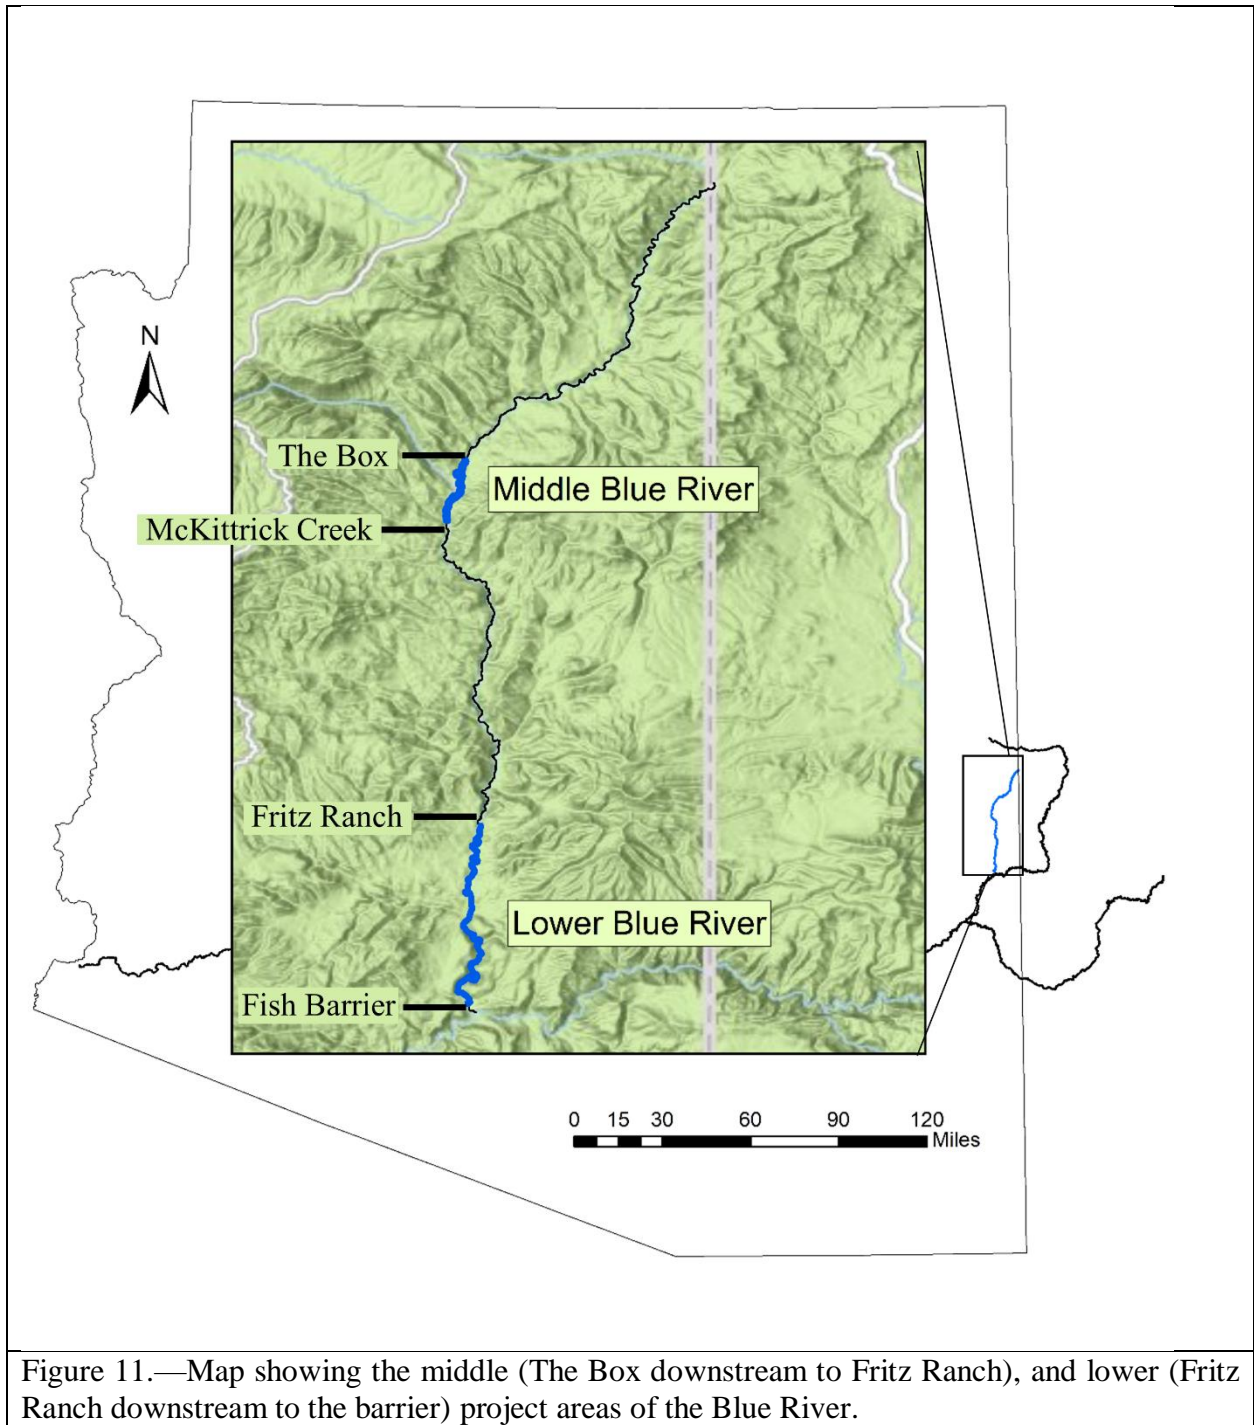 N
The Box
Middle Blue River
McKittrick Creek
Fritz Ranch
Lower Blue River
Fish Barrier
0 15 30 60 90 120
Miles
Figure 11.—Map showing the middle (The Box downstream to Fritz Ranch), and lower (Fritz
Ranch downstream to the barrier) project areas of the Blue River.